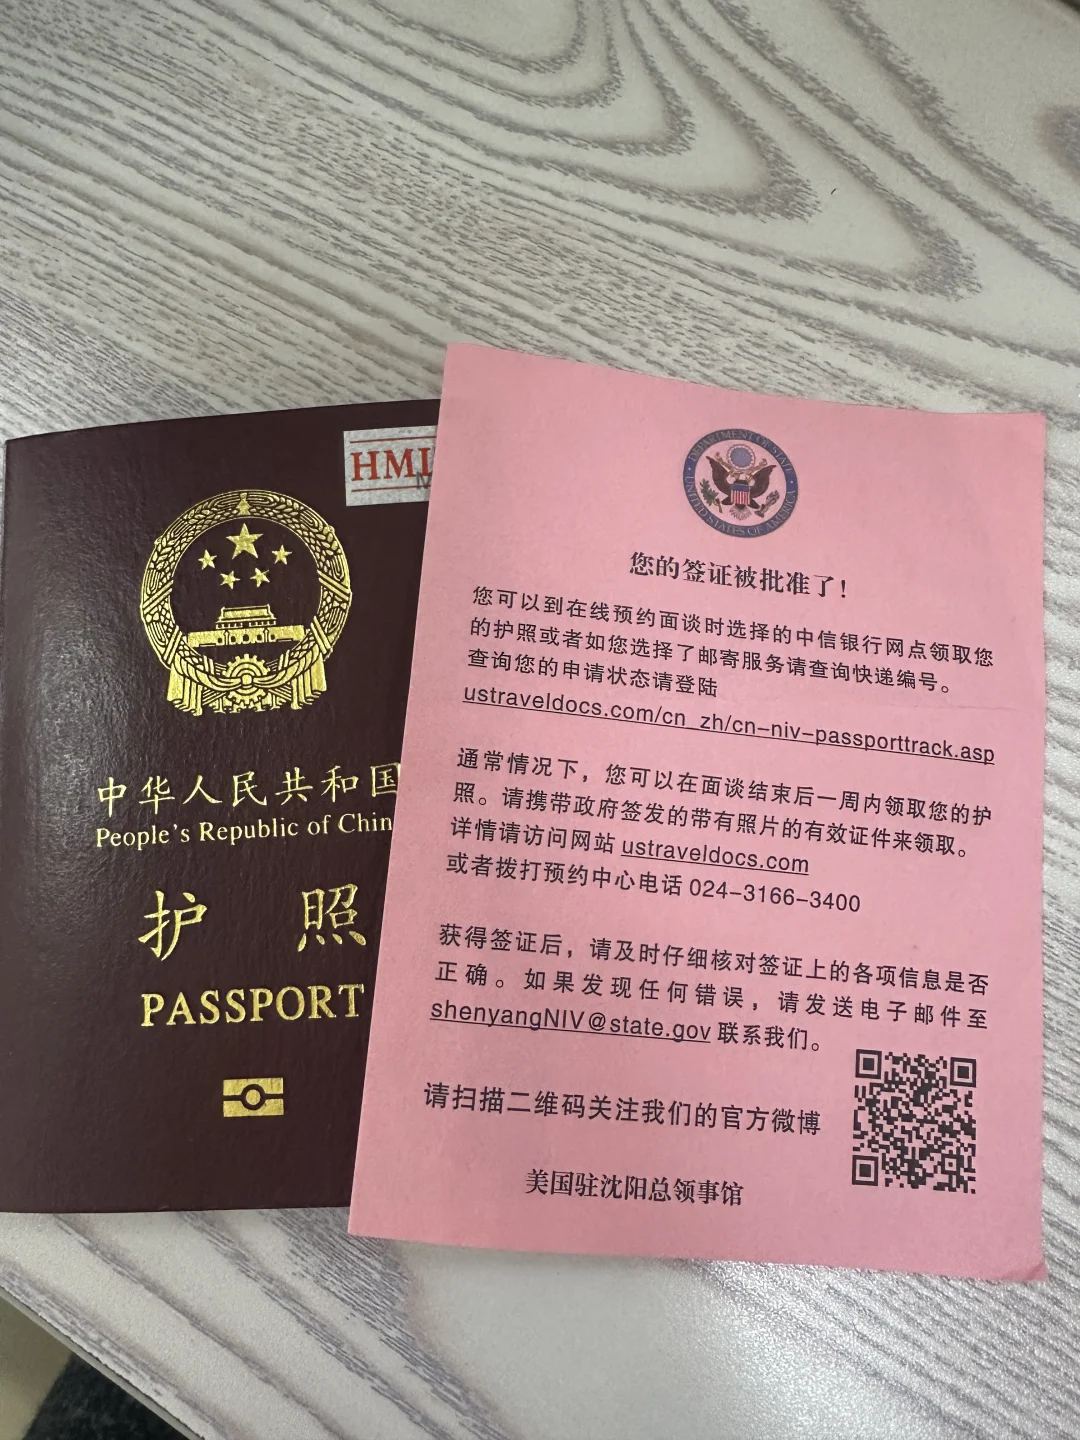 HML
中华人民共和国
People's Republic of Chin
护照
PASSPORT
DEPARTMENT OF STATE
UNITED STATES OF AMERICA
您的签证被批准了！
您可以到在线预约面谈时选择的中信银行网点领取您
的护照或者如您选择了邮寄服务请查询快递编号。
查询您的申请状态请登陆
ustraveldocs.com/cn_zh/cn-niv-passporttrack.asp
通常情况下，您可以在面谈结束后一周内领取您的护
照。请携带政府签发的带有照片的有效证件来领取。
详情请访问网站 ustraveldocs.com
或者拨打预约中心电话 024-3166-3400
获得签证后，请及时仔细核对签证上的各项信息是否
正确。如果发现任何错误，请发送电子邮件至
shenyangNIV@state.gov 联系我们。
请扫描二维码关注我们的官方微博
美国驻沈阳总领事馆